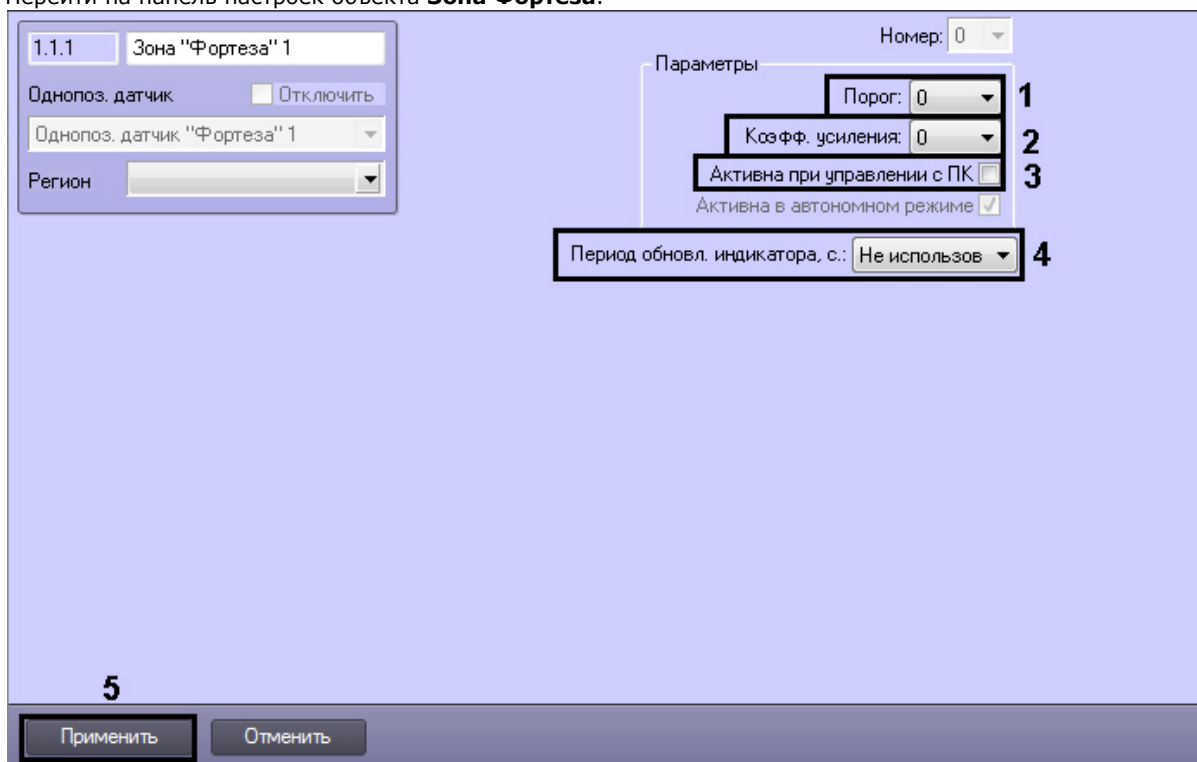 Перейти на панель настроек объекта Зона Фортеза.
1.1.1 Зона "Фортеза" 1
Однопоз. датчик Отключить
Однопоз. датчик "Фортеза" 1
Регион
Номер: 0
Параметры
Порог: 0 1
Коэфф. усиления: 0 2
Активна при управлении с ПК 3
Активна в автономном режиме
Период обновл. индикатора, с.: Не использов 4
5
Применить Отменить